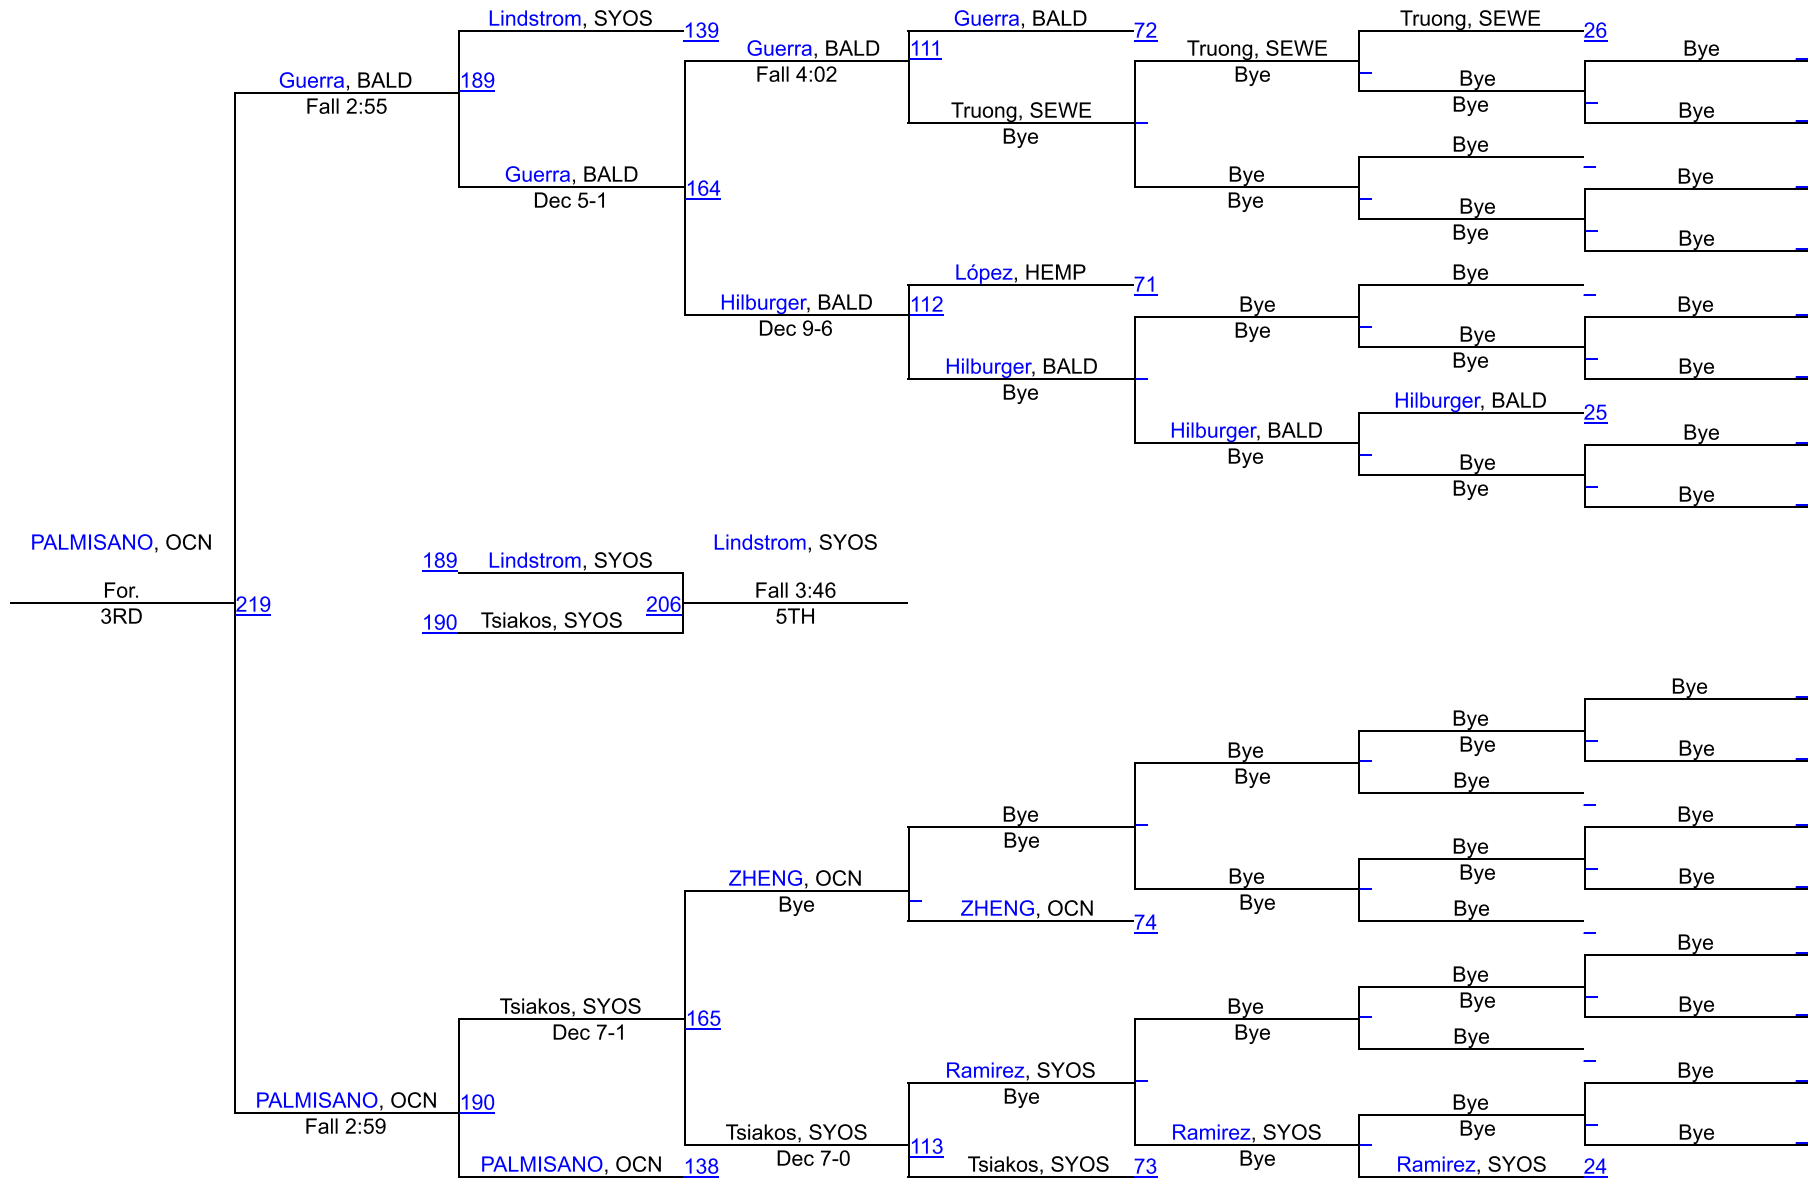 Lindstrom, SYOS
Guerra, BALD
Truong, SEWE
139
72
26
Guerra, BALD
111
Truong, SEWE
Bye
Fall 4:02
Bye
Guerra, BALD
189
Bye
Fall 2:55
Bye
Truong, SEWE
Bye
Bye
Bye
Guerra, BALD
164
Bye
Bye
Dec 5-1
Bye
Bye
Bye
Bye
López, HEMP
Bye
71
Hilburger, BALD
112
Bye
Bye
Dec 9-6
Bye
Bye
Bye
Hilburger, BALD
Bye
Bye
Hilburger, BALD
25
Hilburger, BALD
Bye
Bye
Bye
Bye
Bye
PALMISANO, OCN
Lindstrom, SYOS
189
Lindstrom, SYOS
For.
Fall 3:46
219
206
3RD
5TH
190
Tsiakos, SYOS
Bye
Bye
Bye
Bye
Bye
Bye
Bye
Bye
Bye
Bye
Bye
Bye
ZHENG, OCN
Bye
Bye
Bye
Bye
Bye
ZHENG, OCN
Bye
74
Bye
Bye
Tsiakos, SYOS
Bye
Bye
Bye
165
Dec 7-1
Bye
Bye
Ramirez, SYOS
Bye
Bye
PALMISANO, OCN
190
Bye
Fall 2:59
Bye
Tsiakos, SYOS
Ramirez, SYOS
Bye
113
Dec 7-0
Bye
PALMISANO, OCN
138
Tsiakos, SYOS
73
Ramirez, SYOS
24